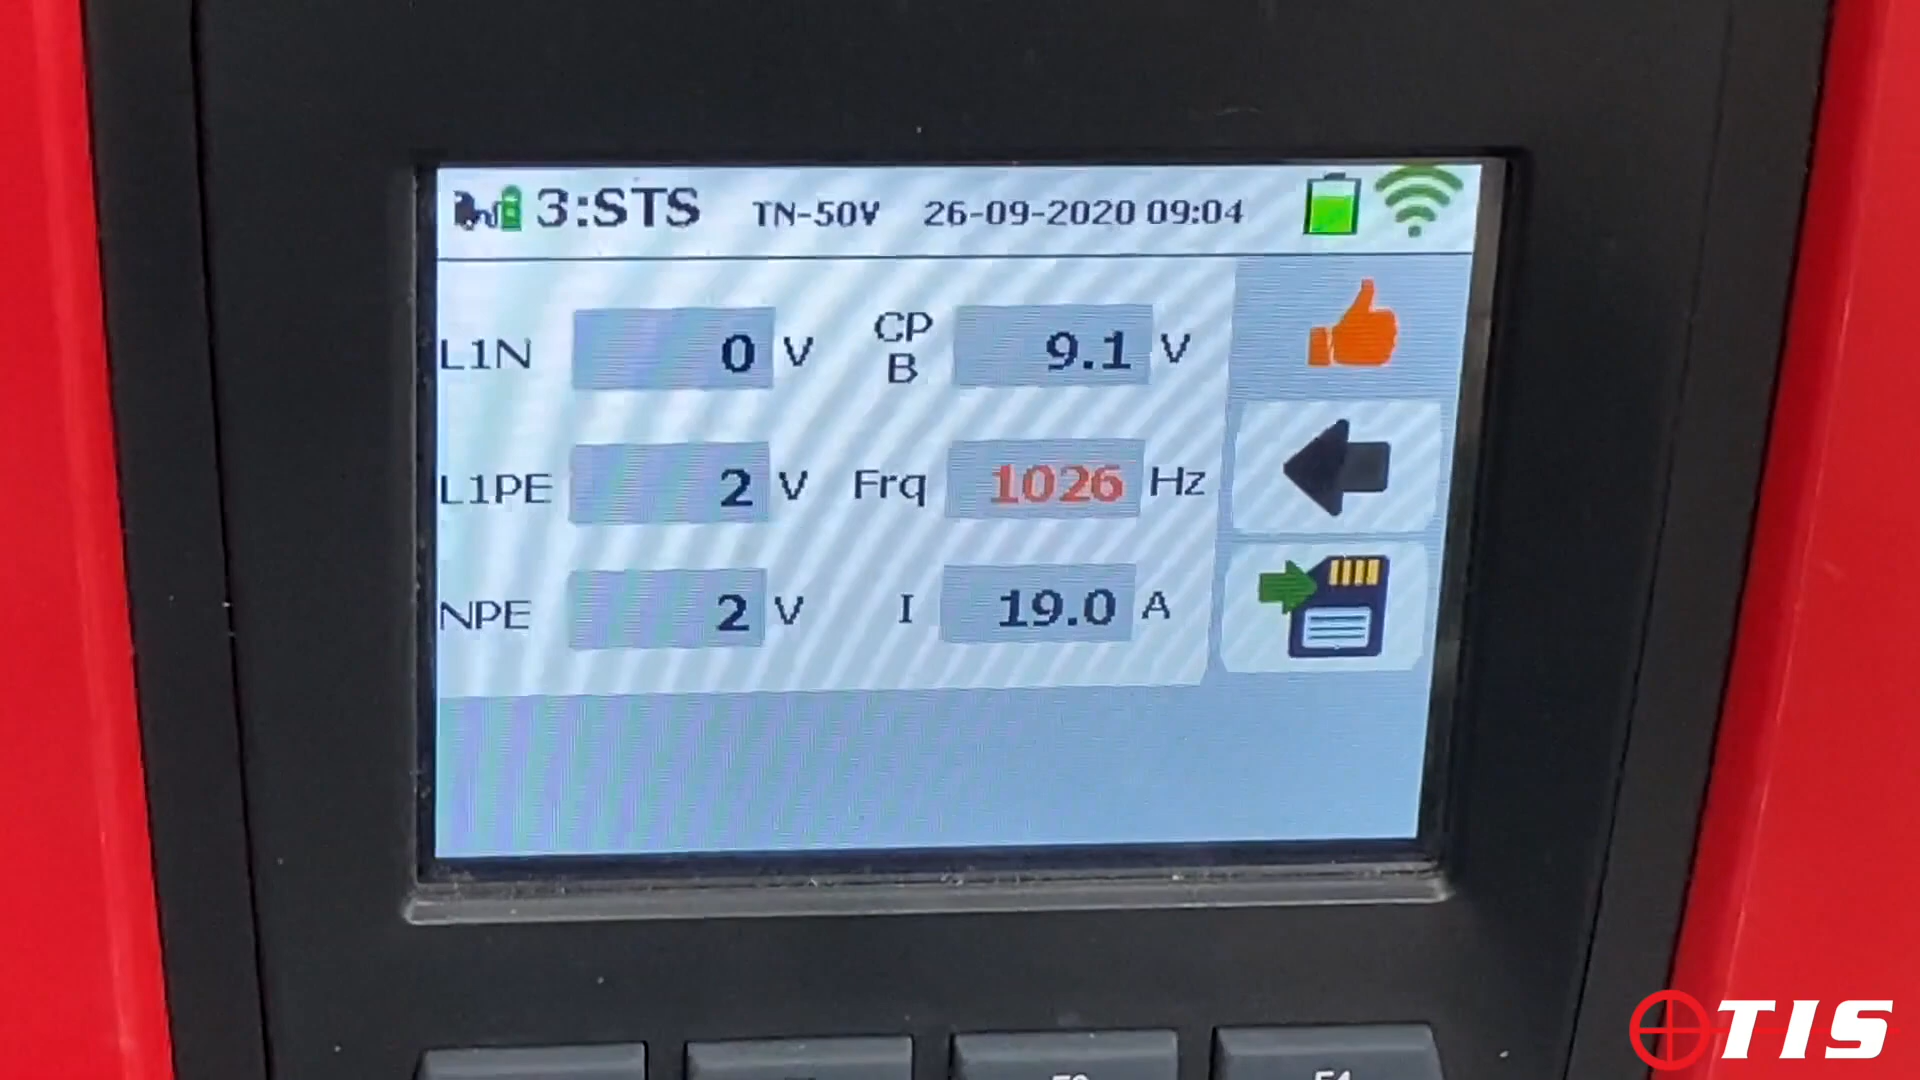 3:STS TN-50V 26-09-2020 09:04
L1N 0 V CP B 9.1 V
L1PE 2 V Frq 1026 Hz
NPE 2 V I 19.0 A
TIS